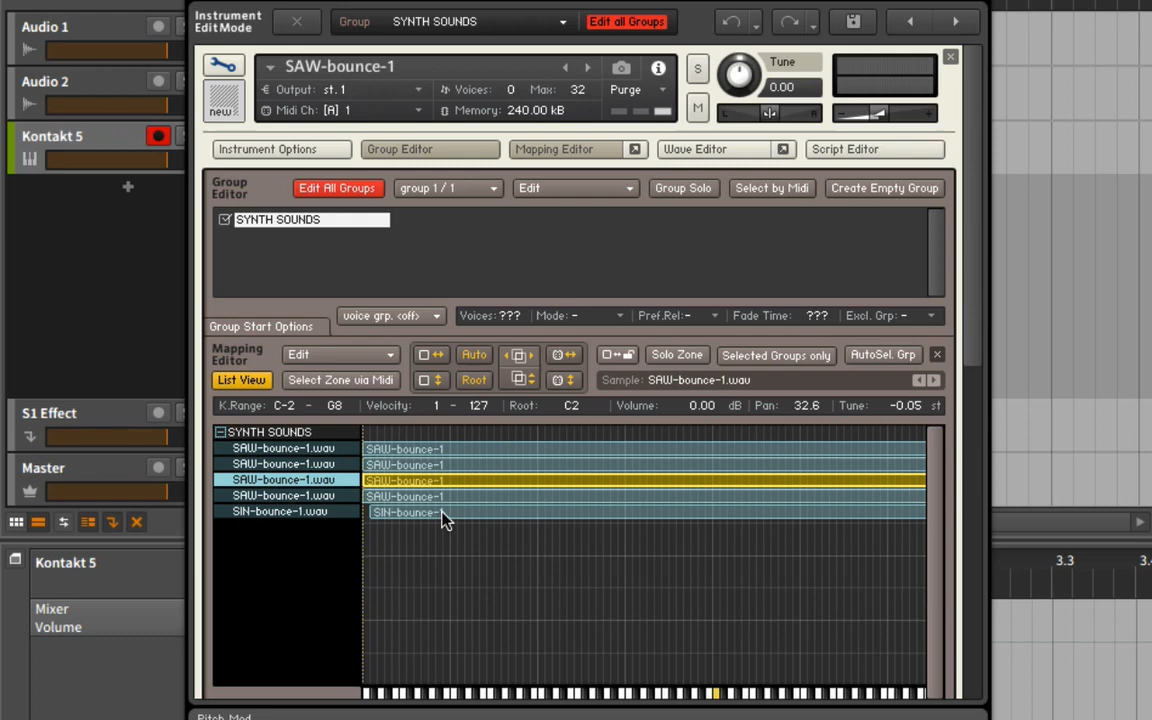 Audio 1
Audio 2
Kontakt 5
S1 Effect
Master
Kontakt 5
Mixer
Volume
Instrument
Edit Mode
Group SYNTH SOUNDS Edit all Groups
SAW-bounce-1
Output: st.1 Voices: 0 Max: 32 Purge
Midi Ch: [A] 1 Memory: 240.00 kB
new
S
M
Tune
0.00
Instrument Options Group Editor Mapping Editor Wave Editor Script Editor
Group
Editor
Edit All Groups group 1 / 1 Edit Group Solo Select by Midi Create Empty Group
SYNTH SOUNDS
Group Start Options voice grp. <off> Voices: ??? Mode: - Pref.Rel:- Fade Time: ??? Excl. Grp: -
Mapping
Editor
Edit Auto Solo Zone Selected Groups only AutoSel. Grp
List View Select Zone via Midi Root Sample: SAW-bounce-1.wav
K.Range: C-2 - G8 Velocity: 1 - 127 Root: C2 Volume: 0.00 dB Pan: 32.6 Tune: -0.05 st
SYNTH SOUNDS
SAW-bounce-1.wav SAW-bounce-1
SAW-bounce-1.wav SAW-bounce-1
SAW-bounce-1.wav SAW-bounce-1
SAW-bounce-1.wav SAW-bounce-1
SIN-bounce-1.wav SIN-bounce-1
3.3